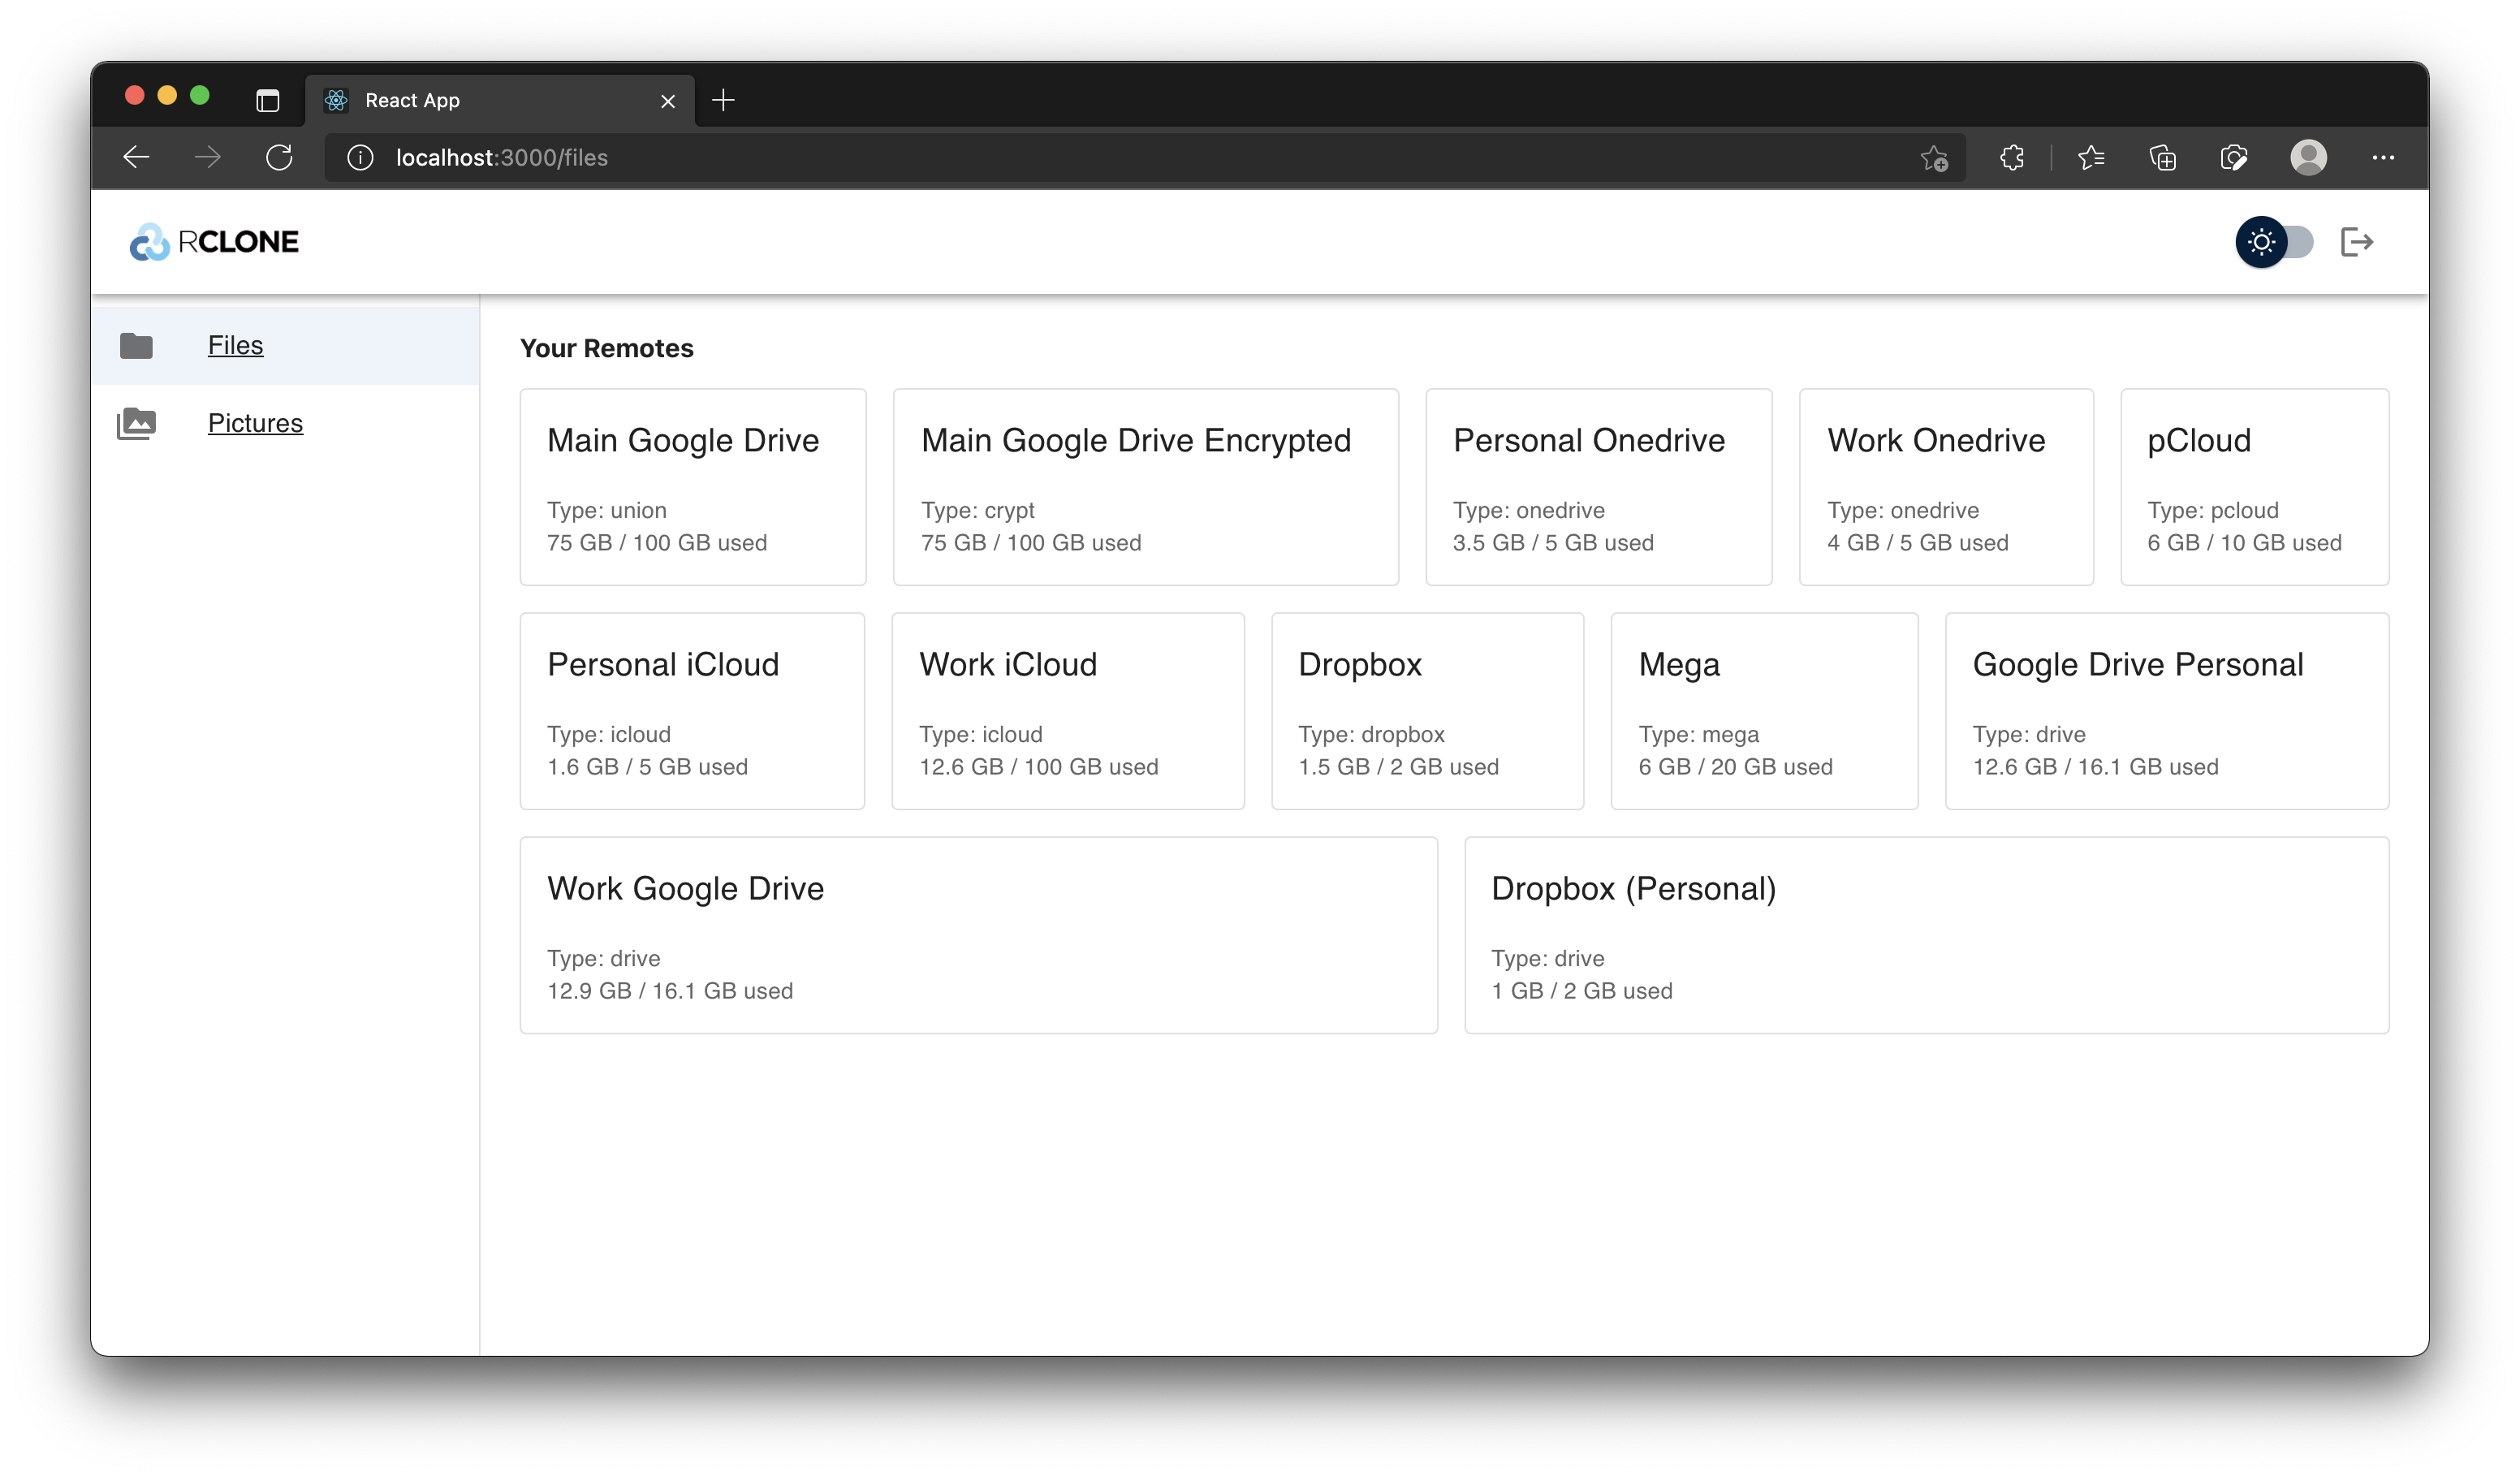 React App
localhost:3000/files
RCLONE
Files
Pictures
Your Remotes
Main Google Drive
Type: union
75 GB / 100 GB used
Main Google Drive Encrypted
Type: crypt
75 GB / 100 GB used
Personal Onedrive
Type: onedrive
3.5 GB / 5 GB used
Work Onedrive
Type: onedrive
4 GB / 5 GB used
pCloud
Type: pcloud
6 GB / 10 GB used
Personal iCloud
Type: icloud
1.6 GB / 5 GB used
Work iCloud
Type: icloud
12.6 GB / 100 GB used
Dropbox
Type: dropbox
1.5 GB / 2 GB used
Mega
Type: mega
6 GB / 20 GB used
Google Drive Personal
Type: drive
12.6 GB / 16.1 GB used
Work Google Drive
Type: drive
12.9 GB / 16.1 GB used
Dropbox (Personal)
Type: drive
1 GB / 2 GB used